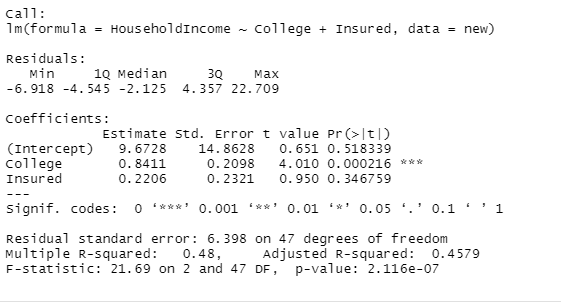 Call:
lm(formula = HouseholdIncome ~ College + Insured, data = new)
Residuals:
Min 1Q Median 3Q Max
-6.918 -4.545 -2.125 4.357 22.709
Coefficients:
Estimate Std. Error t value Pr(>|t|)
(Intercept) 9.6728 14.8628 0.651 0.518339
College 0.8411 0.2098 4.010 0.000216 ***
Insured 0.2206 0.2321 0.950 0.346759
---
Signif. codes: 0 ‘***’ 0.001 ‘**’ 0.01 ‘*’ 0.05 ‘.’ 0.1 ‘ ’ 1
Residual standard error: 6.398 on 47 degrees of freedom
Multiple R-squared: 0.48, Adjusted R-squared: 0.4579
F-statistic: 21.69 on 2 and 47 DF, p-value: 2.116e-07